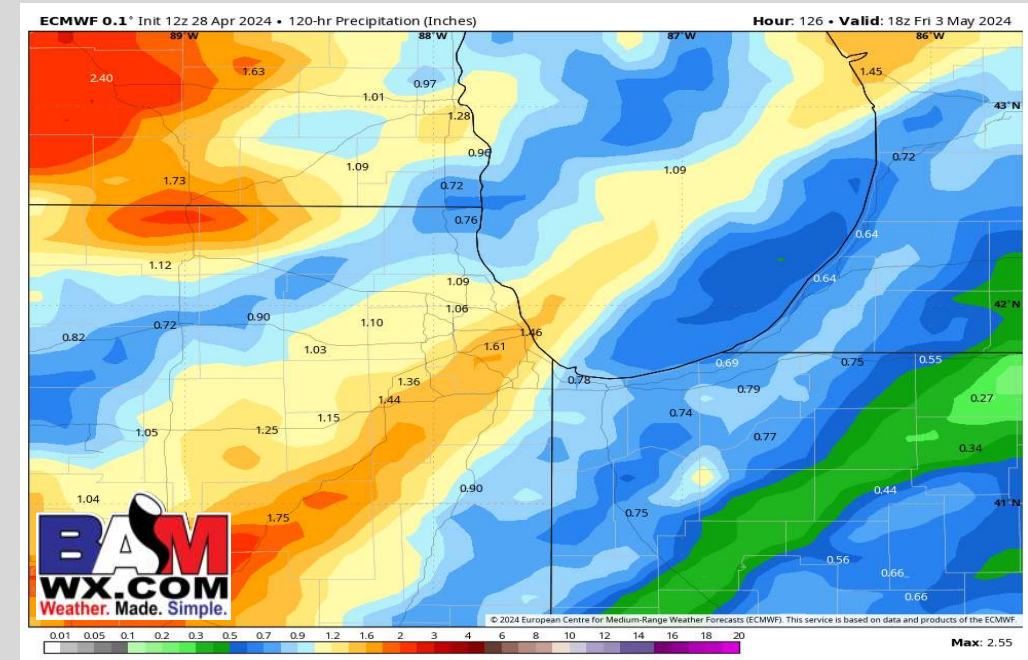 ECMWF 0.1° Init 12z 28 Apr 2024 • 120-hr Precipitation (Inches) Hour: 126 • Valid: 18z Fri 3 May 2024
89°W 88°W 87°W 86°W
2.40 1.63 0.97 1.45
1.01
43°N
1.28
0.96 0.72
1.09 1.09
1.73 0.72
0.76
0.64
1.12
1.09 0.64
1.06 42°N
0.82 0.72 0.90 1.10
1.46
1.03 1.61
0.69 0.75 0.55
1.36 0.78
0.79
1.44 0.27
1.15 0.74
1.05 1.25 0.77
0.34
1.04 0.90 0.44
41°N
1.75 0.75
0.56
0.66
0.66
BAM
WX.COM
Weather. Made. Simple.
© 2024 European Centre for Medium-Range Weather Forecasts (ECMWF). This service is based on data and products of the ECMWF.
0.01 0.05 0.1 0.2 0.3 0.5 0.7 0.9 1.2 1.6 2 3 4 6 8 10 12 14 16 18 20
Max: 2.55